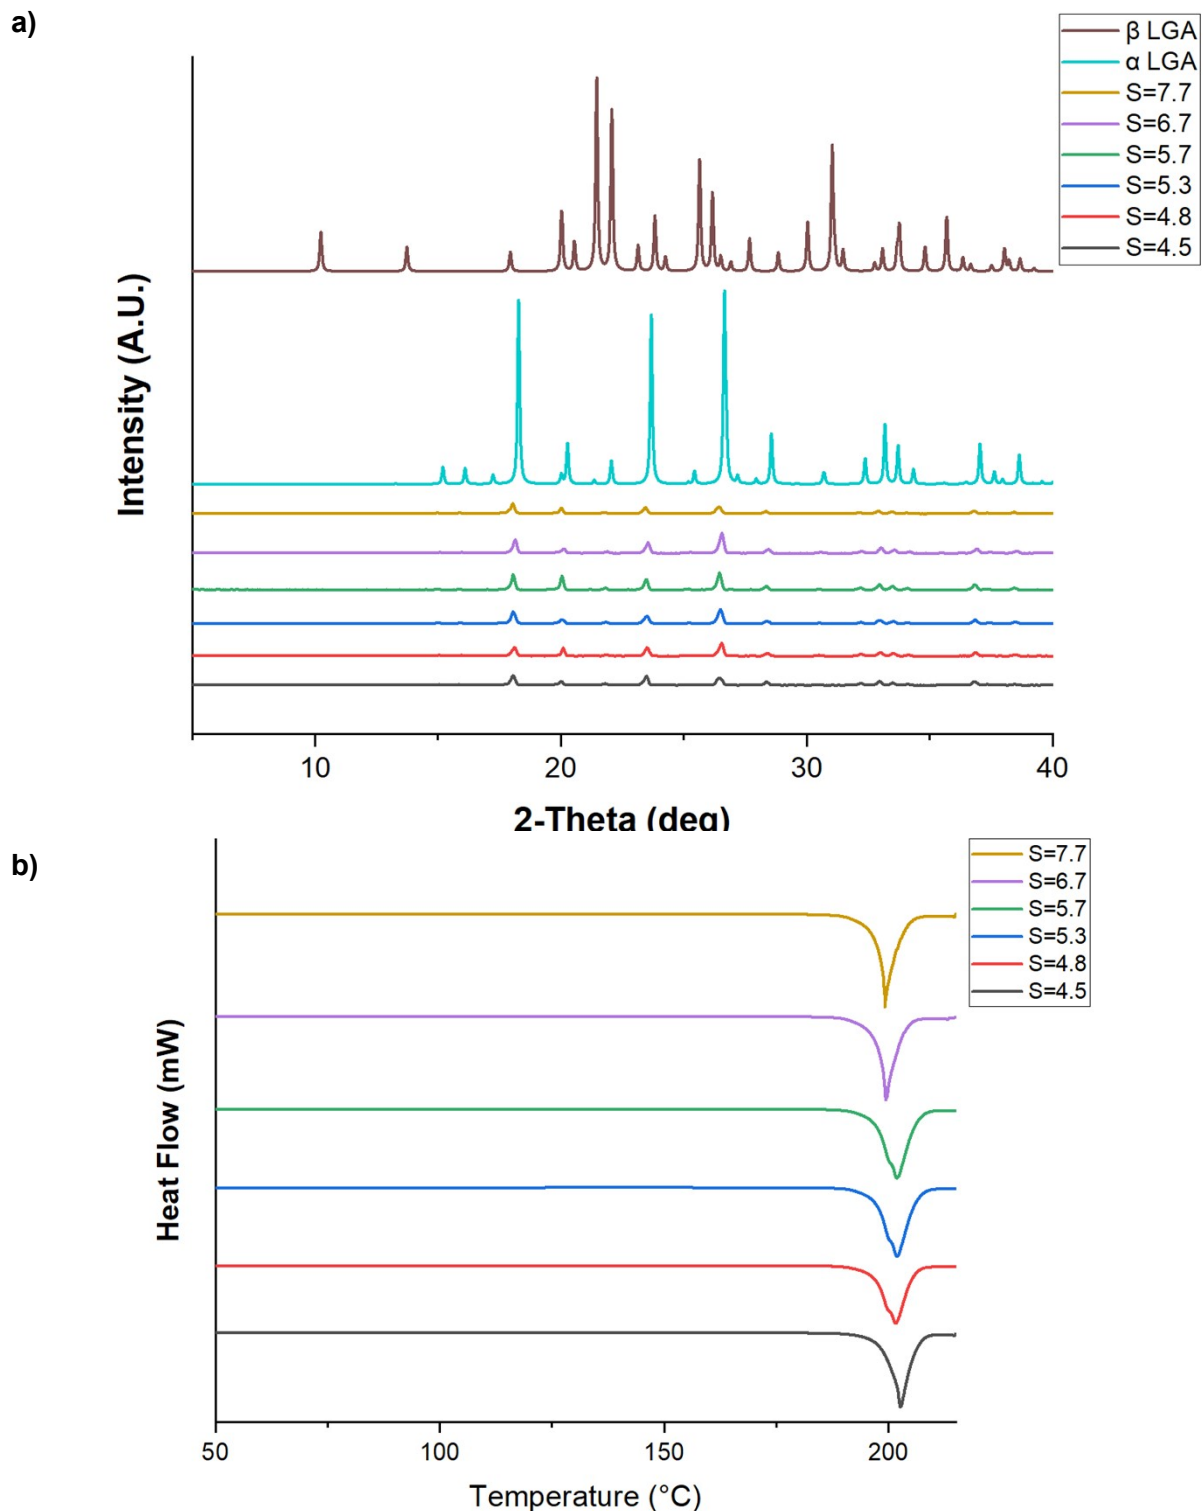 a)
β LGA
α LGA
S=7.7
S=6.7
S=5.7
S=5.3
S=4.8
S=4.5
Intensity (A.U.)
10 20 30 40
2-Theta (deg)
b)
S=7.7
S=6.7
S=5.7
S=5.3
S=4.8
S=4.5
Heat Flow (mW)
50 100 150 200
Temperature (°C)